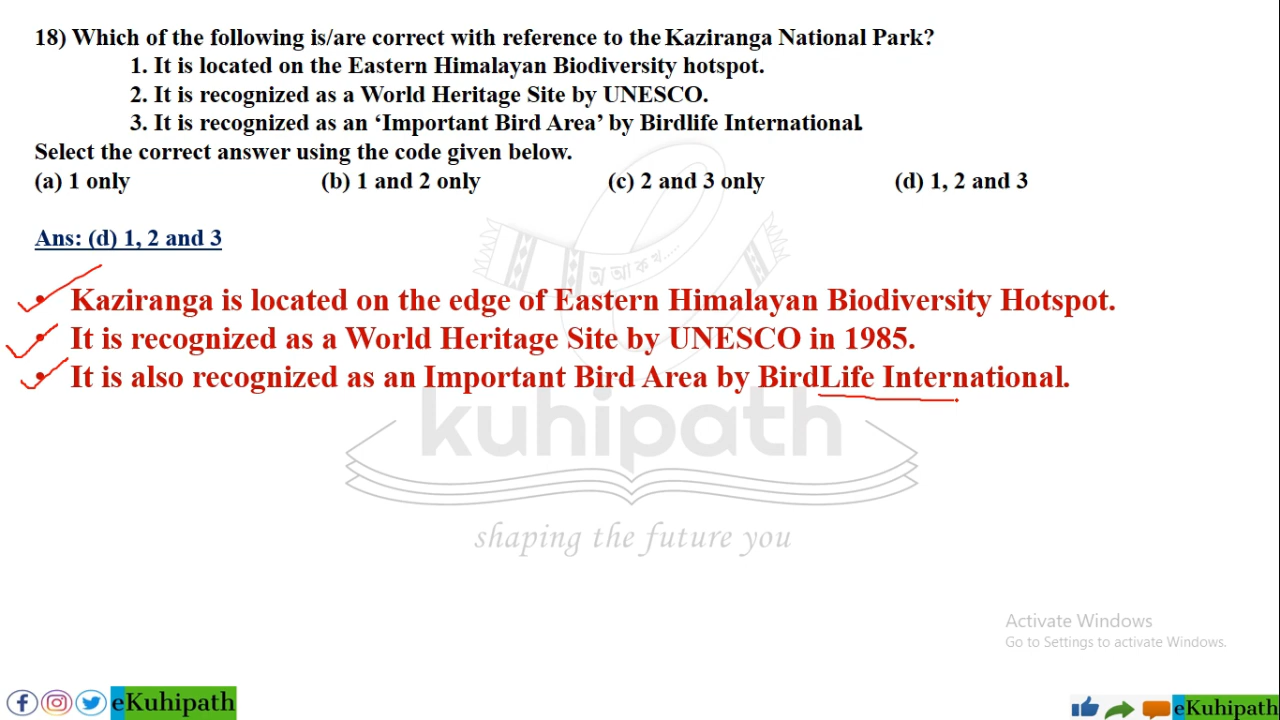 18) Which of the following is/are correct with reference to the Kaziranga National Park?
1. It is located on the Eastern Himalayan Biodiversity hotspot.
2. It is recognized as a World Heritage Site by UNESCO.
3. It is recognized as an ‘Important Bird Area’ by Birdlife International.
Select the correct answer using the code given below.
(a) 1 only (b) 1 and 2 only (c) 2 and 3 only (d) 1, 2 and 3
Ans: (d) 1, 2 and 3
অ আ ক খ.....
• Kaziranga is located on the edge of Eastern Himalayan Biodiversity Hotspot.
• It is recognized as a World Heritage Site by UNESCO in 1985.
• It is also recognized as an Important Bird Area by BirdLife International.
kuhipath
shaping the future you
Activate Windows
Go to Settings to activate Windows.
eKuhipath
eKuhipath